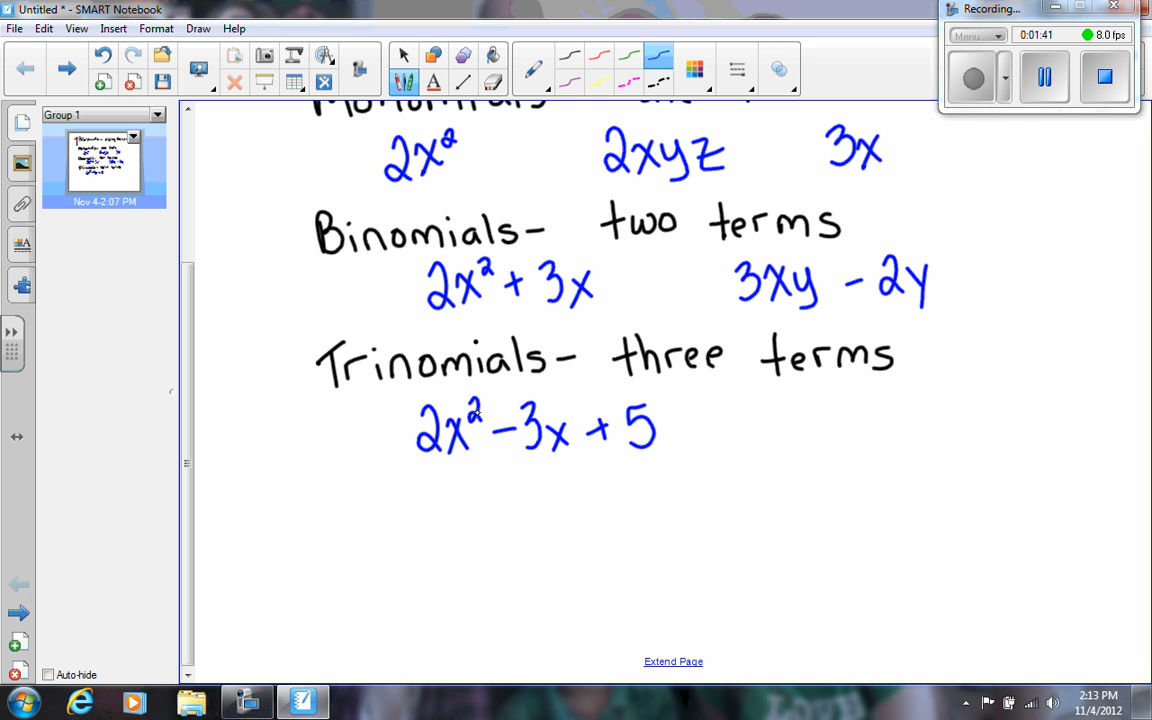 Untitled * - SMART Notebook
Recording...
File Edit View Insert Format Draw Help
Menu 0:01:41 8.0 fps
Group 1
Nov 4-2:07 PM
Monomials
2x² 2xyz 3x
Binomials- two terms
2x² + 3x 3xy - 2y
Trinomials- three terms
2x² - 3x + 5
Extend Page
Auto-hide
2:13 PM
11/4/2012